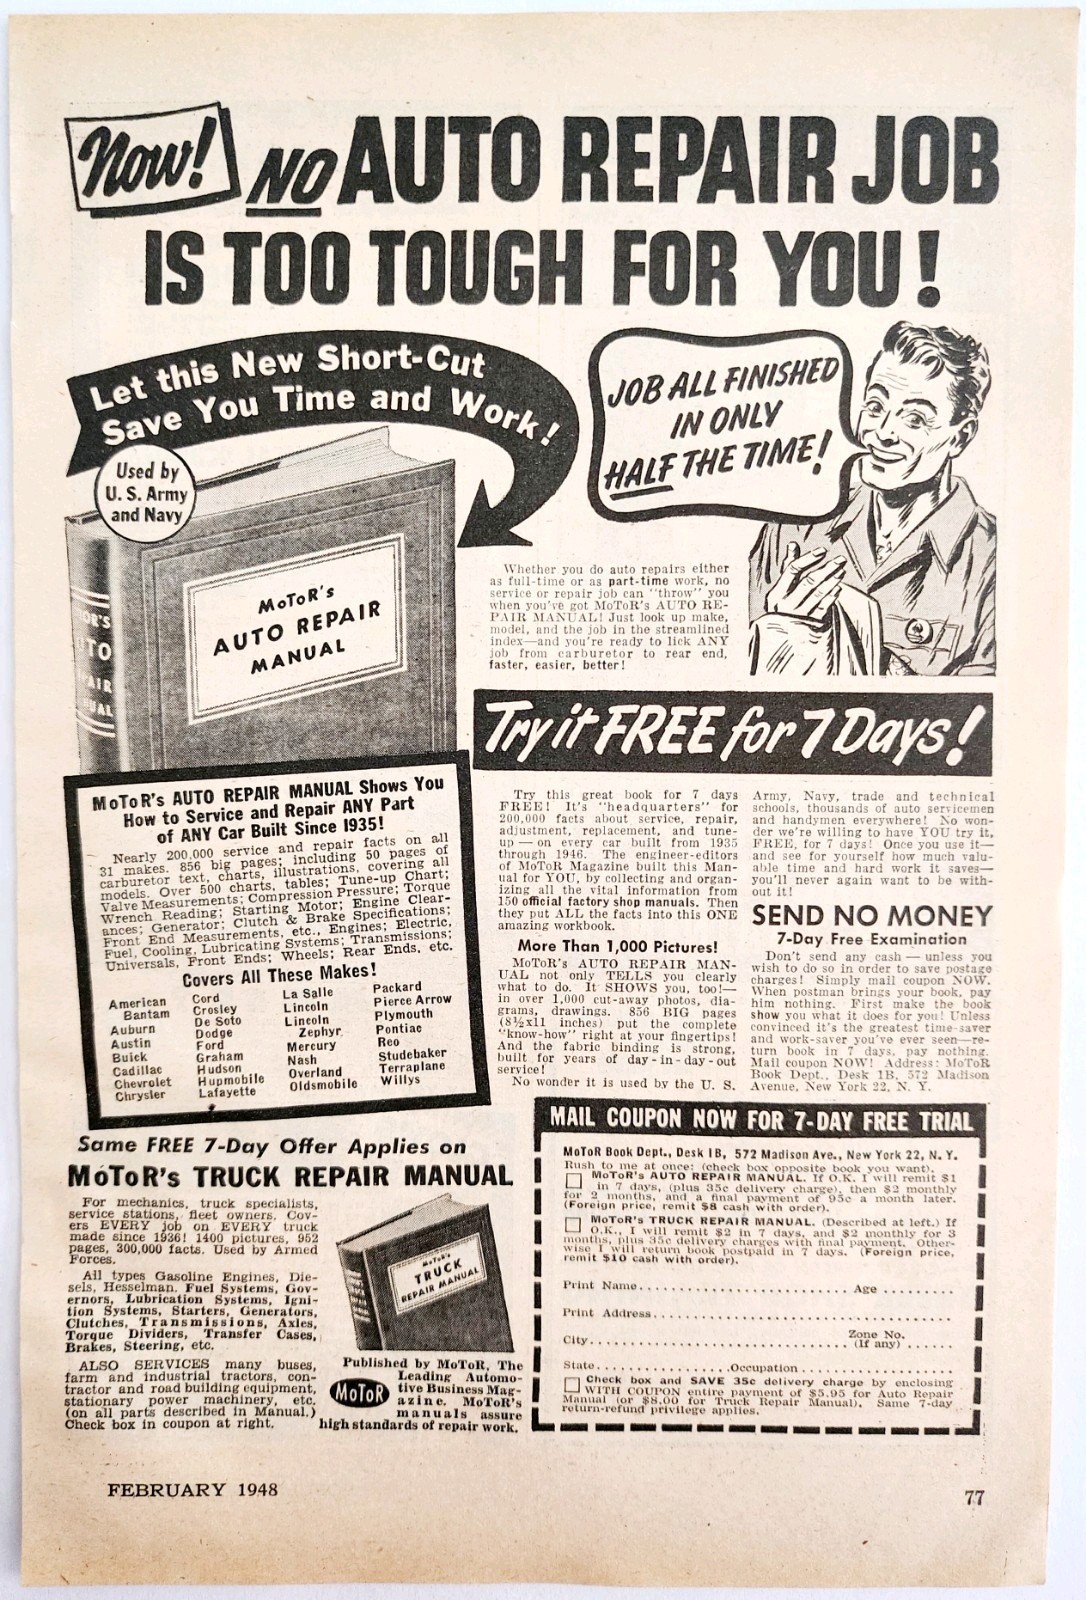 Now! NO AUTO REPAIR JOB
IS TOO TOUGH FOR YOU!
Let this New Short-Cut
Save You Time and Work!
Used by
U. S. Army
and Navy
MoToR's
AUTO REPAIR
MANUAL
OR'S
TO
AIR
UAL
JOB ALL FINISHED
IN ONLY
HALF THE TIME!
Whether you do auto repairs either
as full-time or as part-time work, no
service or repair job can "throw" you
when you've got MoToR's AUTO RE-
PAIR MANUAL! Just look up make,
model, and the job in the streamlined
index—and you're ready to lick ANY
job from carburetor to rear end,
faster, easier, better!
Try it FREE for 7 Days!
MoToR's AUTO REPAIR MANUAL Shows You
How to Service and Repair ANY Part
of ANY Car Built Since 1935!
Nearly 200,000 service and repair facts on all
31 makes. 856 big pages; including 50 pages of
carburetor text, charts, illustrations, covering all
models. Over 500 charts, tables; Tune-up Chart;
Valve Measurements; Compression Pressure; Torque
Wrench Reading; Starting Motor; Engine Clear-
ances; Generator; Clutch & Brake Specifications;
Front End Measurements, etc., Engines; Electric,
Fuel, Cooling, Lubricating Systems; Transmissions;
Universals, Front Ends; Wheels; Rear Ends, etc.
Covers All These Makes!
American
Bantam
Auburn
Austin
Buick
Cadillac
Chevrolet
Chrysler
Cord
Crosley
De Soto
Dodge
Ford
Graham
Hudson
Hupmobile
Lafayette
La Salle
Lincoln
Lincoln
Zephyr
Mercury
Nash
Overland
Oldsmobile
Packard
Pierce Arrow
Plymouth
Pontiac
Reo
Studebaker
Terraplane
Willys
Try this great book for 7 days
FREE! It's "headquarters" for
200,000 facts about service, repair,
adjustment, replacement, and tune-
up — on every car built from 1935
through 1946. The engineer-editors
of MoToR Magazine built this Man-
ual for YOU, by collecting and organ-
izing all the vital information from
150 official factory shop manuals. Then
they put ALL the facts into this ONE
amazing workbook.
More Than 1,000 Pictures!
MoToR's AUTO REPAIR MAN-
UAL not only TELLS you clearly
what to do. It SHOWS you, too!—
in over 1,000 cut-away photos, dia-
grams, drawings. 856 BIG pages
(8½x11 inches) put the complete
"know-how" right at your fingertips!
And the fabric binding is strong,
built for years of day-in-day-out
service!
No wonder it is used by the U. S.
Army, Navy, trade and technical
schools, thousands of auto servicemen
and handymen everywhere! No won-
der we're willing to have YOU try it,
FREE, for 7 days! Once you use it—
and see for yourself how much valu-
able time and hard work it saves—
you'll never again want to be with-
out it!
SEND NO MONEY
7-Day Free Examination
Don't send any cash — unless you
wish to do so in order to save postage
charges! Simply mail coupon NOW.
When postman brings your book, pay
him nothing. First make the book
show you what it does for you! Unless
convinced it's the greatest time-saver
and work-saver you've ever seen—re-
turn book in 7 days, pay nothing.
Mail coupon NOW! Address: MoToR
Book Dept., Desk 1B, 572 Madison
Avenue, New York 22, N. Y.
Same FREE 7-Day Offer Applies on
MoToR's TRUCK REPAIR MANUAL
For mechanics, truck specialists,
service stations, fleet owners. Cov-
ers EVERY job on EVERY truck
made since 1936! 1400 pictures, 952
pages, 300,000 facts. Used by Armed
Forces.
All types Gasoline Engines, Die-
sels, Hesselman. Fuel Systems, Gov-
ernors, Lubrication Systems, Igni-
tion Systems, Starters, Generators,
Clutches, Transmissions, Axles,
Torque Dividers, Transfer Cases,
Brakes, Steering, etc.
ALSO SERVICES many buses,
farm and industrial tractors, con-
tractor and road building equipment,
stationary power machinery, etc.
(on all parts described in Manual.)
Check box in coupon at right.
MoToR's
TRUCK
REPAIR MANUAL
Published by MoToR, The
Leading Automo-
tive Business Mag-
azine. MoToR's
manuals assure
high standards of repair work.
MoToR
MAIL COUPON NOW FOR 7-DAY FREE TRIAL
MoToR Book Dept., Desk 1B, 572 Madison Ave., New York 22, N. Y.
Rush to me at once: (check box opposite book you want).
MoToR's AUTO REPAIR MANUAL. If O.K. I will remit $1
in 7 days, (plus 35c delivery charge), then $2 monthly
for 2 months, and a final payment of 95c a month later.
(Foreign price, remit $8 cash with order).
MoToR's TRUCK REPAIR MANUAL. (Described at left.) If
O.K., I will remit $2 in 7 days, and $2 monthly for 3
months, plus 35c delivery charges with final payment. Other-
wise I will return book postpaid in 7 days. (Foreign price,
remit $10 cash with order).
Print Name.............................. Age ..........
Print Address..........................................
City...................................... Zone No.
(If any) ......
State....................Occupation ....................
Check box and SAVE 35c delivery charge by enclosing
WITH COUPON entire payment of $5.95 for Auto Repair
Manual (or $8.00 for Truck Repair Manual). Same 7-day
return-refund privilege applies.
FEBRUARY 1948
77